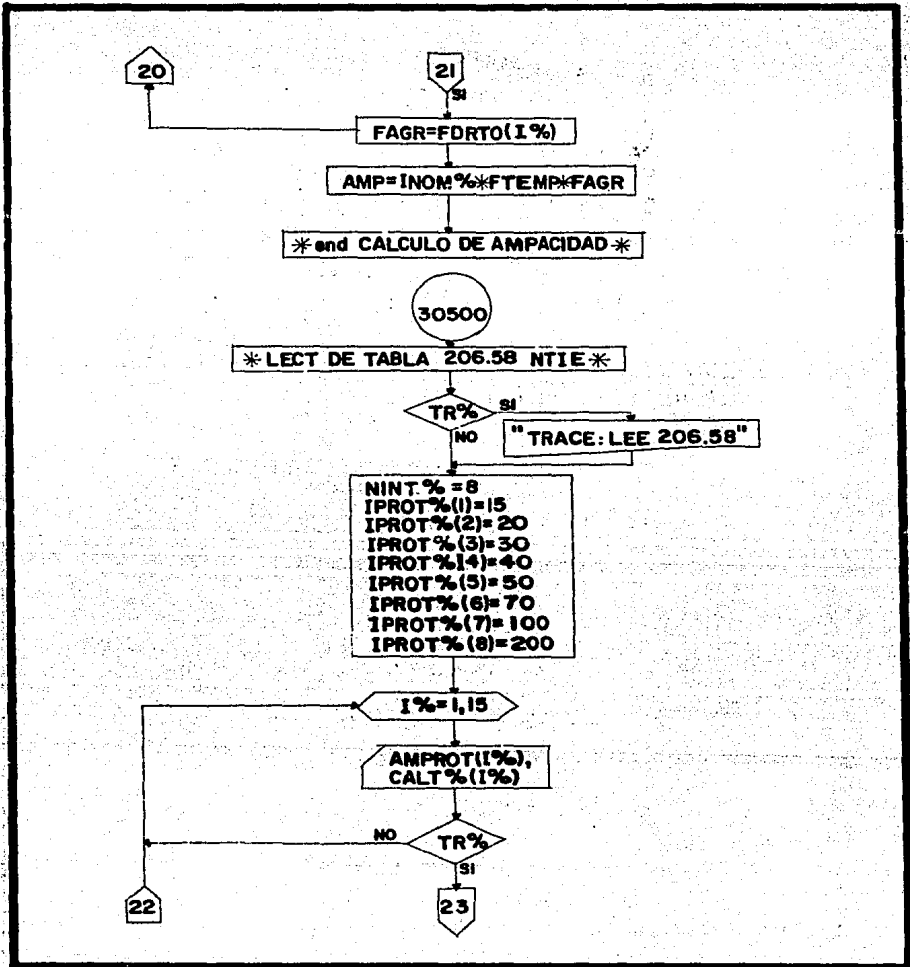 20
21
SI
FAGR=FDRTO(I%)
AMP=INOM%*FTEMP*FAGR
*end CALCULO DE AMPACIDAD*
30500
*LECT DE TABLA 206.58 NTIE*
TR%
SI
NO
"TRACE: LEE 206.58"
NINT.%=8
IPROT%(1)=15
IPROT%(2)=20
IPROT%(3)=30
IPROT%(4)=40
IPROT%(5)=50
IPROT%(6)=70
IPROT%(7)=100
IPROT%(8)=200
I%=1,15
AMPROT(I%),
CALT%(I%)
NO
TR%
SI
22
23